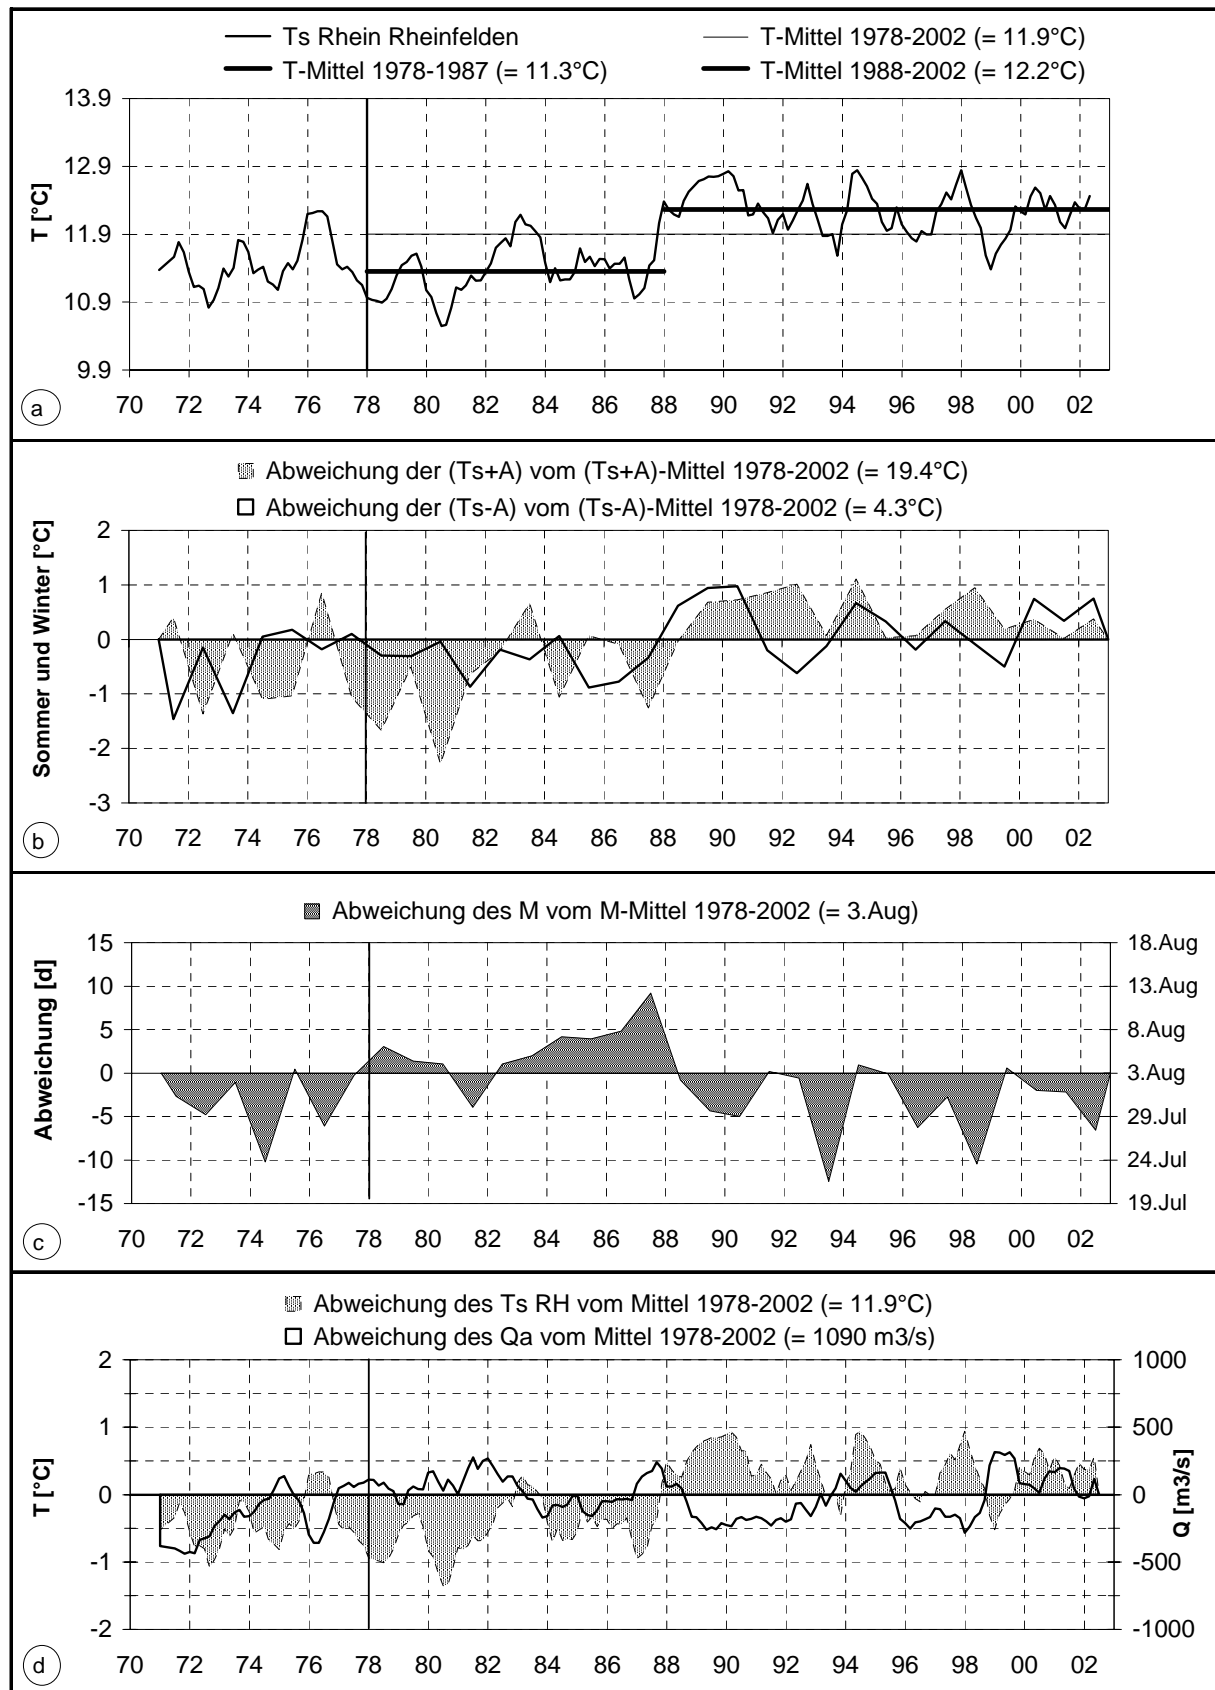 Ts Rhein Rheinfelden
T-Mittel 1978-2002 (= 11.9°C)
T-Mittel 1978-1987 (= 11.3°C)
T-Mittel 1988-2002 (= 12.2°C)
T [°C]
13.9
12.9
11.9
10.9
9.9
70 72 74 76 78 80 82 84 86 88 90 92 94 96 98 00 02
a
Abweichung der (Ts+A) vom (Ts+A)-Mittel 1978-2002 (= 19.4°C)
Abweichung der (Ts-A) vom (Ts-A)-Mittel 1978-2002 (= 4.3°C)
Sommer und Winter [°C]
2
1
0
-1
-2
-3
70 72 74 76 78 80 82 84 86 88 90 92 94 96 98 00 02
b
Abweichung des M vom M-Mittel 1978-2002 (= 3.Aug)
Abweichung [d]
15
10
5
0
-5
-10
-15
18.Aug
13.Aug
8.Aug
3.Aug
29.Jul
24.Jul
19.Jul
70 72 74 76 78 80 82 84 86 88 90 92 94 96 98 00 02
c
Abweichung des Ts RH vom Mittel 1978-2002 (= 11.9°C)
Abweichung des Qa vom Mittel 1978-2002 (= 1090 m3/s)
T [°C]
2
1
0
-1
-2
1000
500
0
-500
-1000
Q [m3/s]
70 72 74 76 78 80 82 84 86 88 90 92 94 96 98 00 02
d